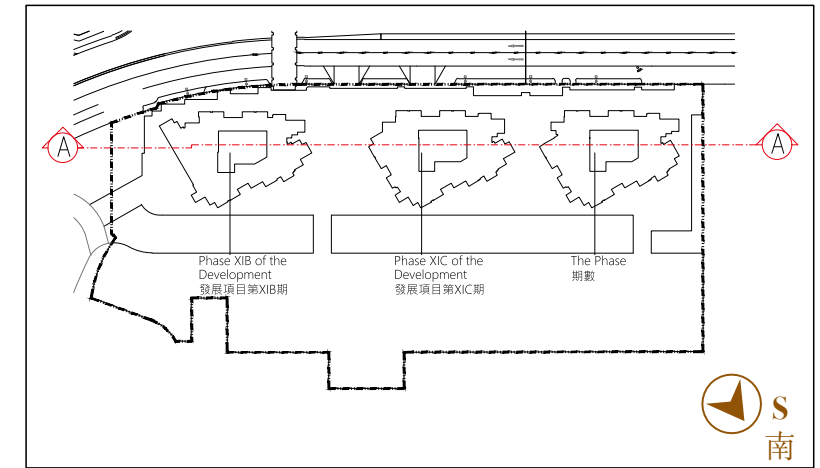 A
A
Phase XIB of the
Development
發展項目第XIB期
Phase XIC of the
Development
發展項目第XIC期
The Phase
期數
S
南